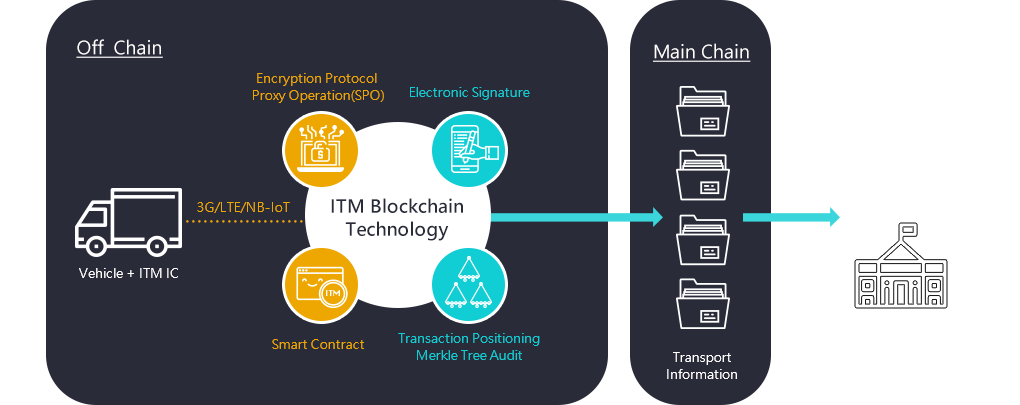 Off Chain
Encryption Protocol
Proxy Operation(SPO)
Electronic Signature
3G/LTE/NB-IoT
ITM Blockchain
Technology
Vehicle + ITM IC
ITM
Smart Contract
Transaction Positioning
Merkle Tree Audit
Main Chain
Transport
Information